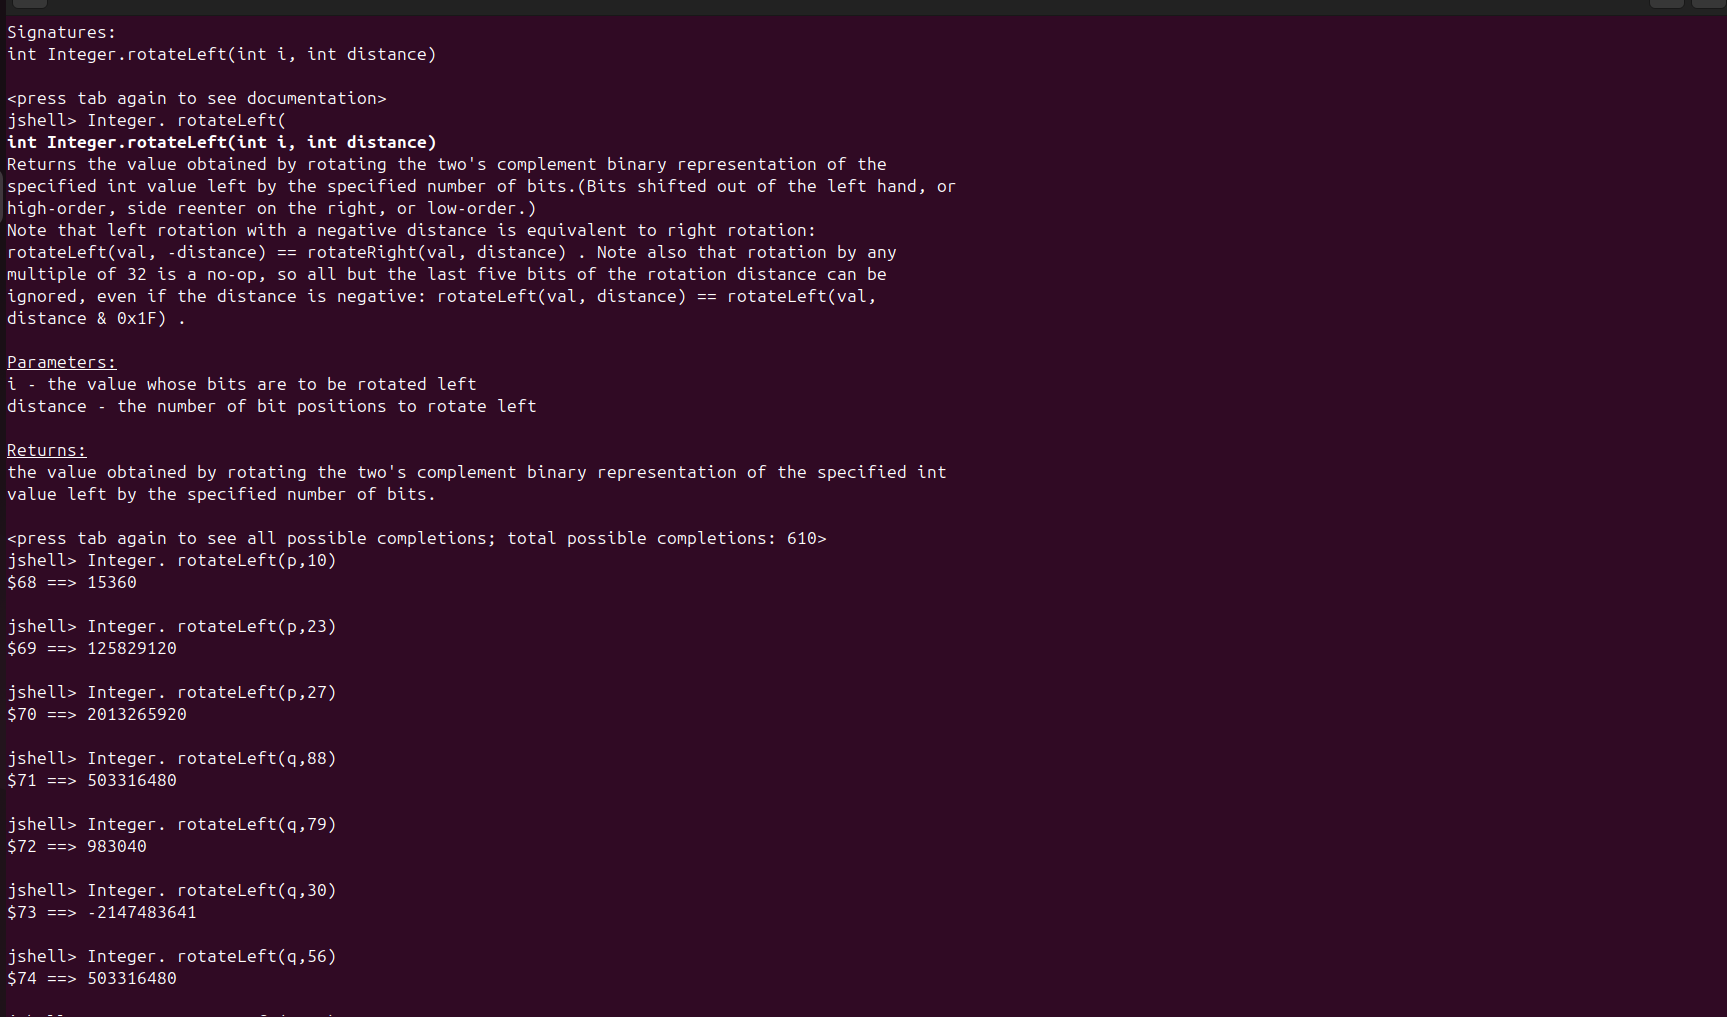 Signatures:
int Integer.rotateLeft(int i, int distance)
<press tab again to see documentation>
jshell> Integer. rotateLeft(
int Integer.rotateLeft(int i, int distance)
Returns the value obtained by rotating the two's complement binary representation of the
specified int value left by the specified number of bits.(Bits shifted out of the left hand, or
high-order, side reenter on the right, or low-order.)
Note that left rotation with a negative distance is equivalent to right rotation:
rotateLeft(val, -distance) == rotateRight(val, distance) . Note also that rotation by any
multiple of 32 is a no-op, so all but the last five bits of the rotation distance can be
ignored, even if the distance is negative: rotateLeft(val, distance) == rotateLeft(val,
distance & 0x1F) .
Parameters:
i - the value whose bits are to be rotated left
distance - the number of bit positions to rotate left
Returns:
the value obtained by rotating the two's complement binary representation of the specified int
value left by the specified number of bits.
<press tab again to see all possible completions; total possible completions: 610>
jshell> Integer. rotateLeft(p,10)
$68 ==> 15360
jshell> Integer. rotateLeft(p,23)
$69 ==> 125829120
jshell> Integer. rotateLeft(p,27)
$70 ==> 2013265920
jshell> Integer. rotateLeft(q,88)
$71 ==> 503316480
jshell> Integer. rotateLeft(q,79)
$72 ==> 983040
jshell> Integer. rotateLeft(q,30)
$73 ==> -2147483641
jshell> Integer. rotateLeft(q,56)
$74 ==> 503316480